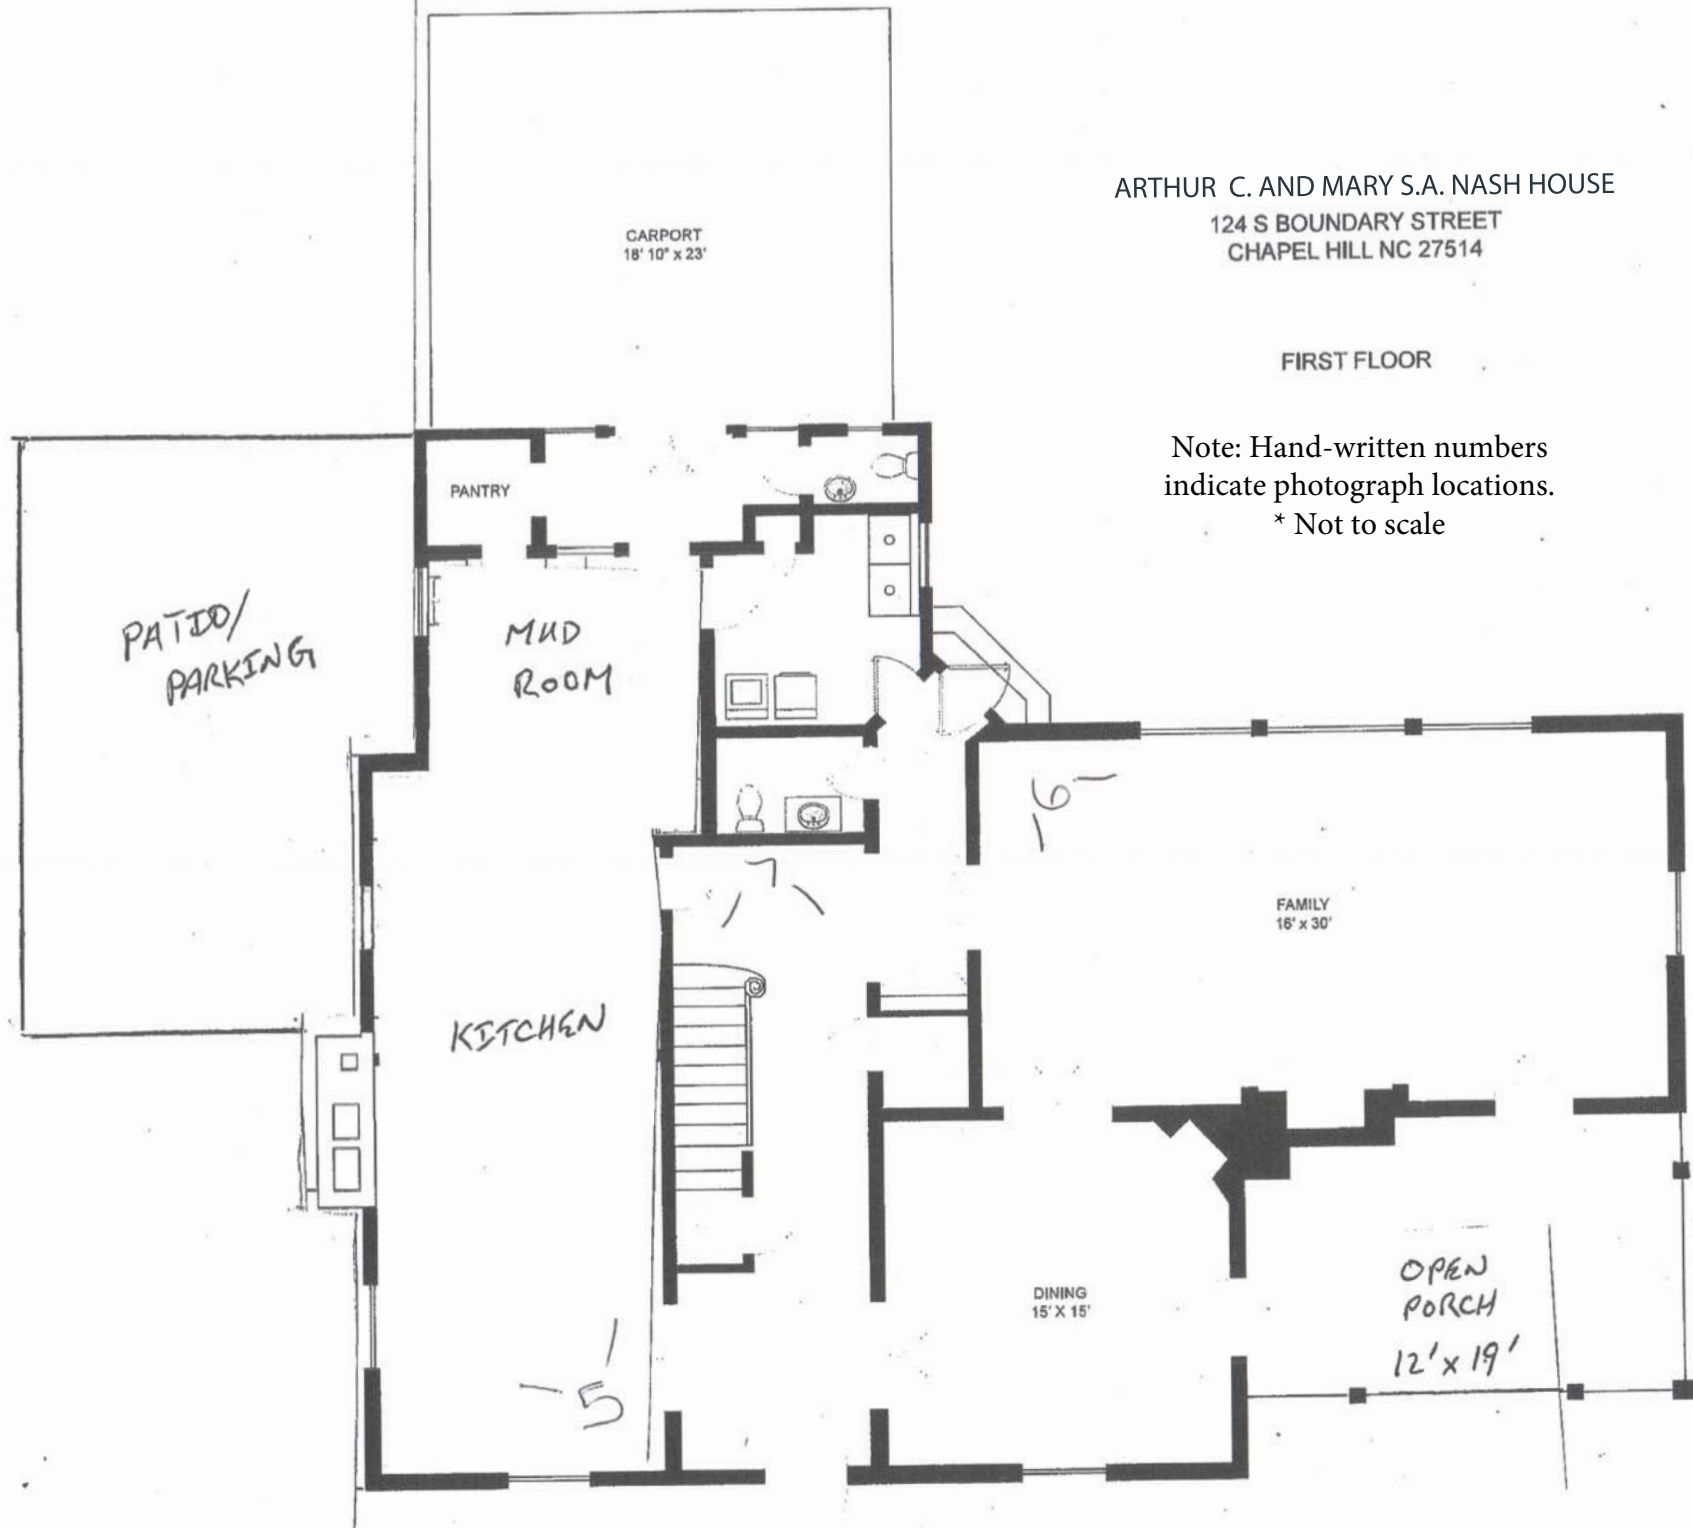 ARTHUR C. AND MARY S.A. NASH HOUSE
124 S BOUNDARY STREET
CHAPEL HILL NC 27514
FIRST FLOOR
Note: Hand-written numbers
indicate photograph locations.
* Not to scale
CARPORT
18' 10" x 23'
PANTRY
PATIO/
PARKING
MUD
ROOM
6
7
FAMILY
16' x 30'
KITCHEN
DINING
15' X 15'
OPEN
PORCH
12' x 19'
5